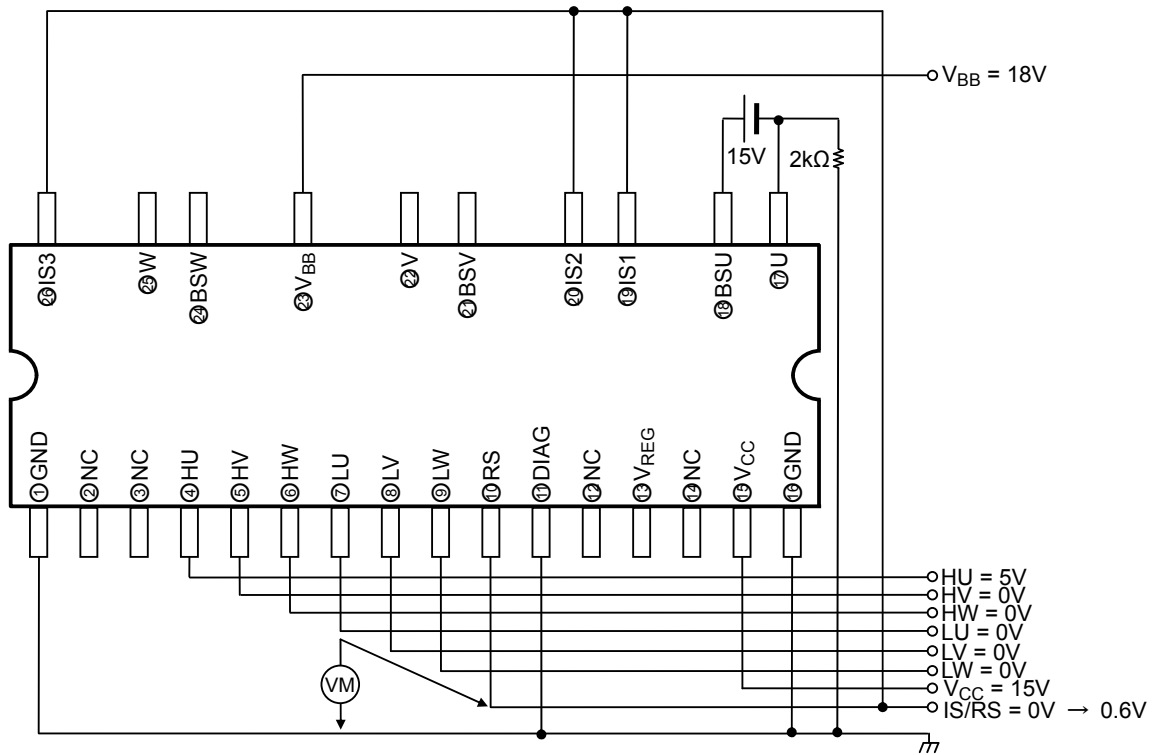 V_BB = 18V
15V
2kΩ
㉖IS3
㉕W
㉔BSW
㉓V_BB
㉒V
㉑BSV
⑳IS2
⑲IS1
⑱BSU
⑰U
①GND
②NC
③NC
④HU
⑤HV
⑥HW
⑦LU
⑧LV
⑨LW
⑩RS
⑪DIAG
⑫NC
⑬V_REG
⑭NC
⑮V_CC
⑯GND
HU = 5V
HV = 0V
HW = 0V
LU = 0V
LV = 0V
LW = 0V
V_CC = 15V
IS/RS = 0V → 0.6V
VM